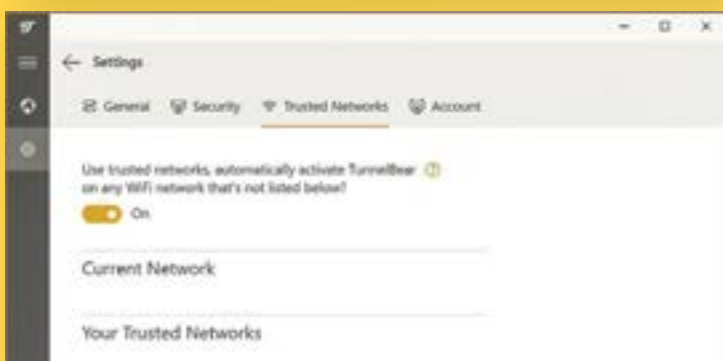 Settings
General Security Trusted Networks Account
Use trusted networks, automatically activate TunnelBear
on any WiFi network that's not listed below?
On
Current Network
Your Trusted Networks